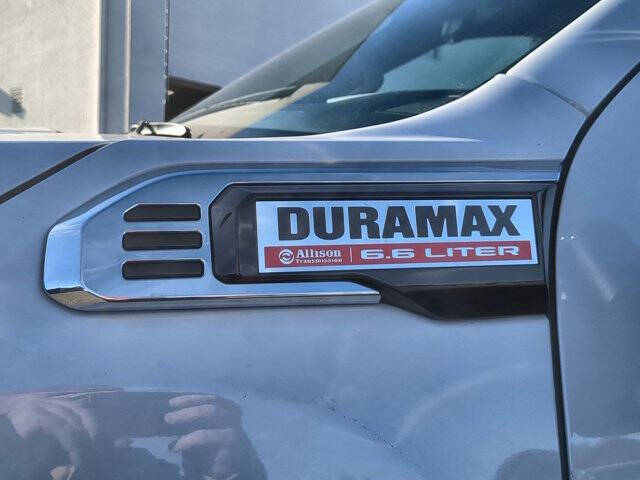 DURAMAX
Allison 6.6 LITER
Transmission